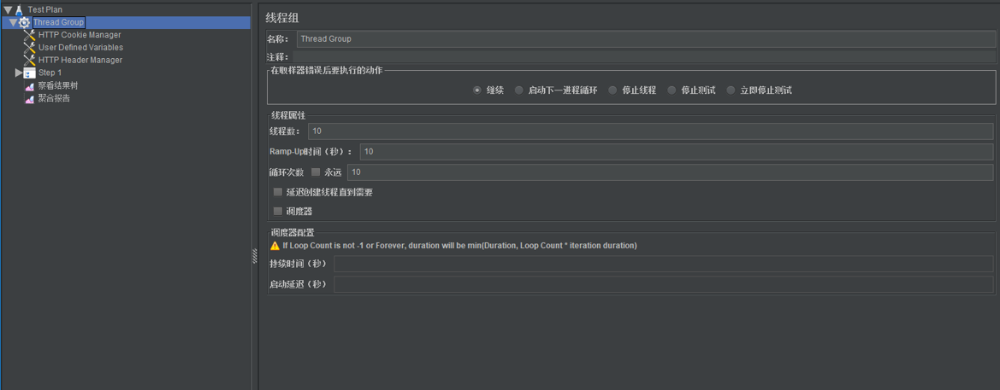 Test Plan
Thread Group
HTTP Cookie Manager
User Defined Variables
HTTP Header Manager
Step 1
察看结果树
聚合报告
线程组
名称： Thread Group
注释：
在取样器错误后要执行的动作
继续 启动下一进程循环 停止线程 停止测试 立即停止测试
线程属性
线程数： 10
Ramp-Up时间（秒）： 10
循环次数 永远 10
延迟创建线程直到需要
调度器
调度器配置
If Loop Count is not -1 or Forever, duration will be min(Duration, Loop Count * iteration duration)
持续时间（秒）
启动延迟（秒）